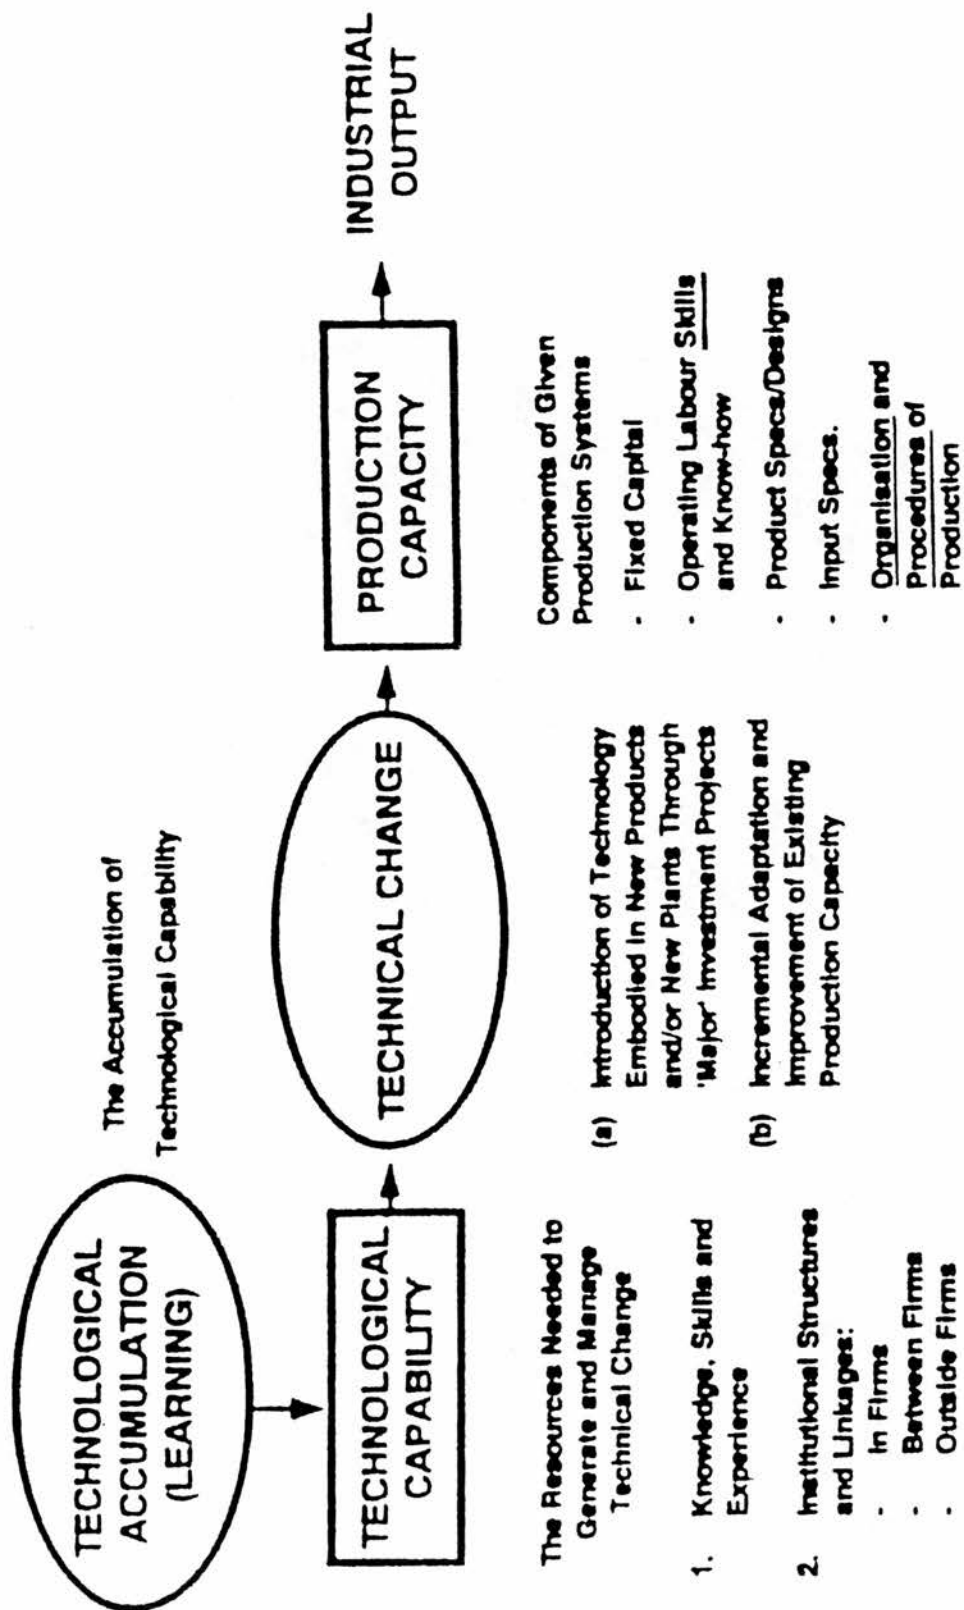 TECHNOLOGICAL
ACCUMULATION
(LEARNING)
The Accumulation of
Technological Capability
TECHNOLOGICAL
CAPABILITY
TECHNICAL CHANGE
PRODUCTION
CAPACITY
INDUSTRIAL
OUTPUT
The Resources Needed to
Generate and Manage
Technical Change
1. Knowledge, Skills and
Experience
2. Institutional Structures
and Linkages:
- In Firms
- Between Firms
- Outside Firms
(a) Introduction of Technology
Embodied in New Products
and/or New Plants Through
'Major' Investment Projects
(b) Incremental Adaptation and
Improvement of Existing
Production Capacity
Components of Given
Production Systems
- Fixed Capital
- Operating Labour Skills
and Know-how
- Product Specs/Designs
- Input Specs.
- Organisation and
Procedures of
Production